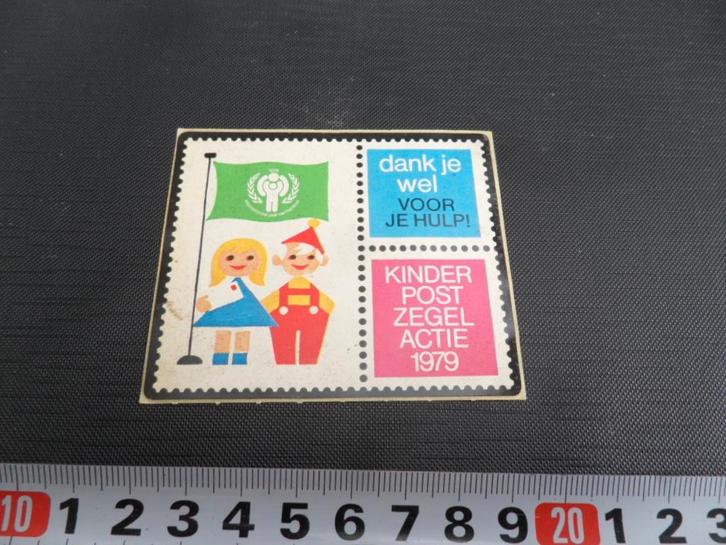 dank je
wel
VOOR
JE HULP!
KINDER
POST
ZEGEL
ACTIE
1979
10 1 2 3 4 5 6 7 8 9 20 1 2 3